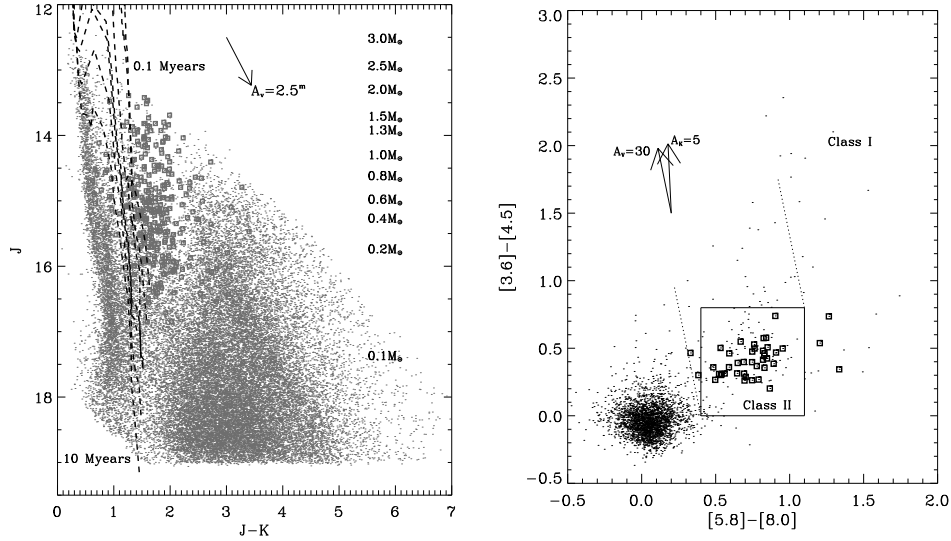 12
14
16
18
J
0
1
2
3
4
5
6
7
J-K
0.1 Myears
10 Myears
Av=2.5m
3.0M⊙
2.5M⊙
2.0M⊙
1.5M⊙
1.3M⊙
1.0M⊙
0.8M⊙
0.6M⊙
0.4M⊙
0.2M⊙
0.1M⊙
3.0
2.5
2.0
1.5
1.0
0.5
0.0
-0.5
[3.6]-[4.5]
-0.5
0.0
0.5
1.0
1.5
2.0
[5.8]-[8.0]
Av=30
AK=5
Class I
Class II